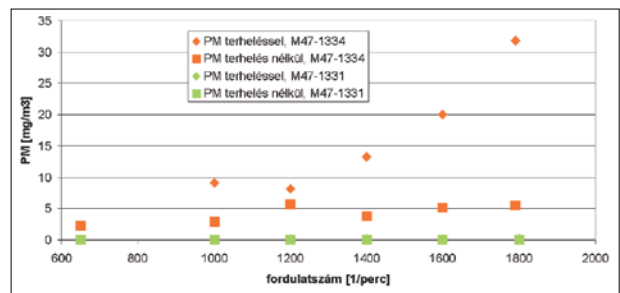 35
30
25
20
15
10
5
0
PM [mg/m3]
PM terheléssel, M47-1334
PM terhelés nélkül, M47-1334
PM terheléssel, M47-1331
PM terhelés nélkül, M47-1331
600 1000 1200 1400 1600 1800 2000
fordulatszám [1/perc]